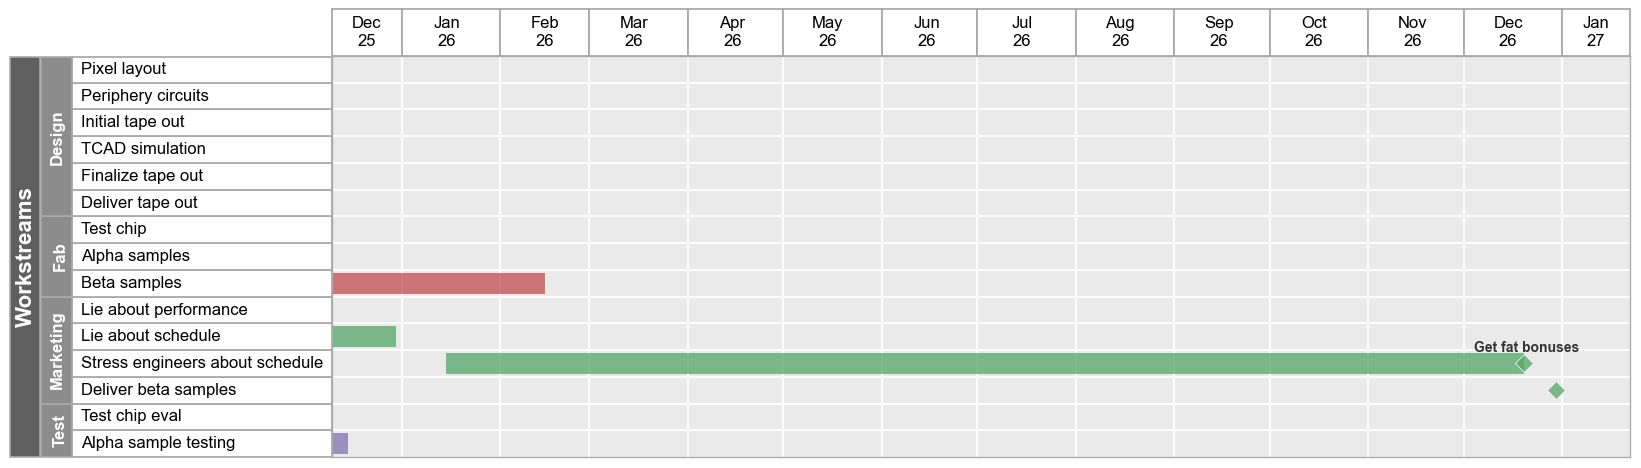 Dec Jan Feb Mar Apr May Jun Jul Aug Sep Oct Nov Dec Jan
25 26 26 26 26 26 26 26 26 26 26 26 26 27
Workstreams
Design
Pixel layout
Periphery circuits
Initial tape out
TCAD simulation
Finalize tape out
Deliver tape out
Fab
Test chip
Alpha samples
Beta samples
Marketing
Lie about performance
Lie about schedule
Get fat bonuses
Stress engineers about schedule
Deliver beta samples
Test
Test chip eval
Alpha sample testing